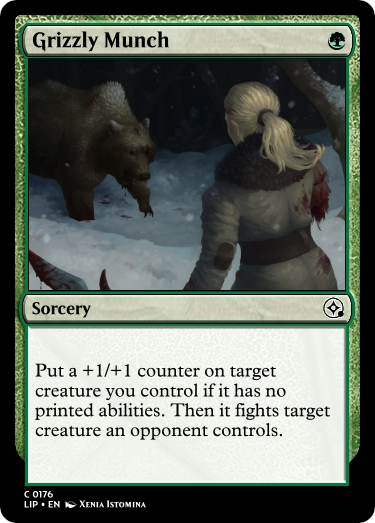 Grizzly Munch
Sorcery
Put a +1/+1 counter on target
creature you control if it has no
printed abilities. Then it fights target
creature an opponent controls.
C 0176
LIP • EN Xenia Istomina